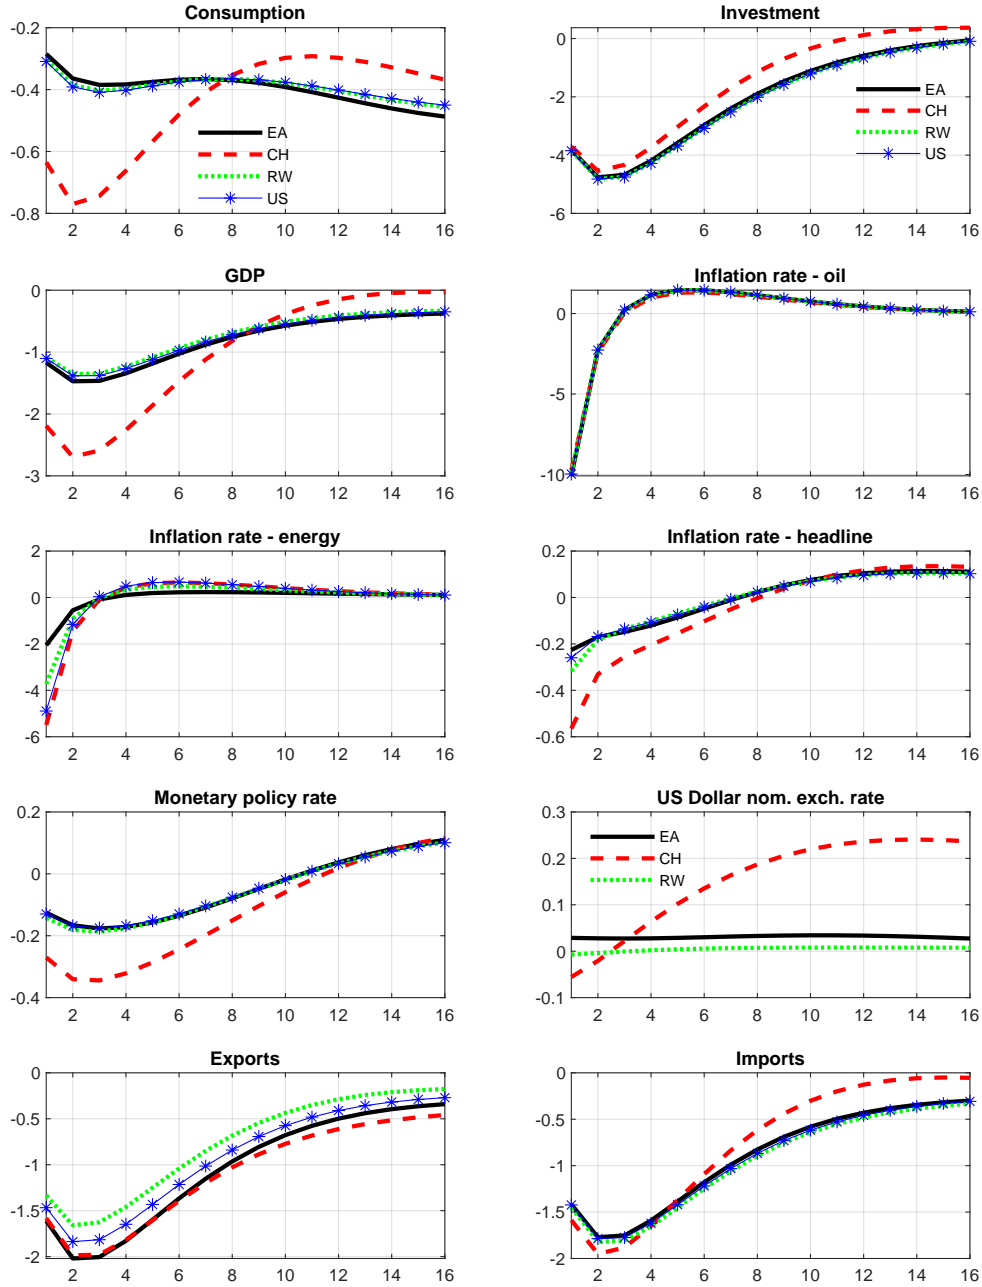 Consumption
-0.2
-0.4
-0.6
-0.8
EA
CH
RW
US
2 4 6 8 10 12 14 16
Investment
0
-2
-4
-6
EA
CH
RW
US
2 4 6 8 10 12 14 16
GDP
0
-1
-2
-3
2 4 6 8 10 12 14 16
Inflation rate - oil
0
-5
-10
2 4 6 8 10 12 14 16
Inflation rate - energy
2
0
-2
-4
-6
2 4 6 8 10 12 14 16
Inflation rate - headline
0.2
0
-0.2
-0.4
-0.6
2 4 6 8 10 12 14 16
Monetary policy rate
0.2
0
-0.2
-0.4
2 4 6 8 10 12 14 16
US Dollar nom. exch. rate
0.3
0.2
0.1
0
-0.1
EA
CH
RW
2 4 6 8 10 12 14 16
Exports
0
-0.5
-1
-1.5
-2
2 4 6 8 10 12 14 16
Imports
0
-0.5
-1
-1.5
-2
2 4 6 8 10 12 14 16